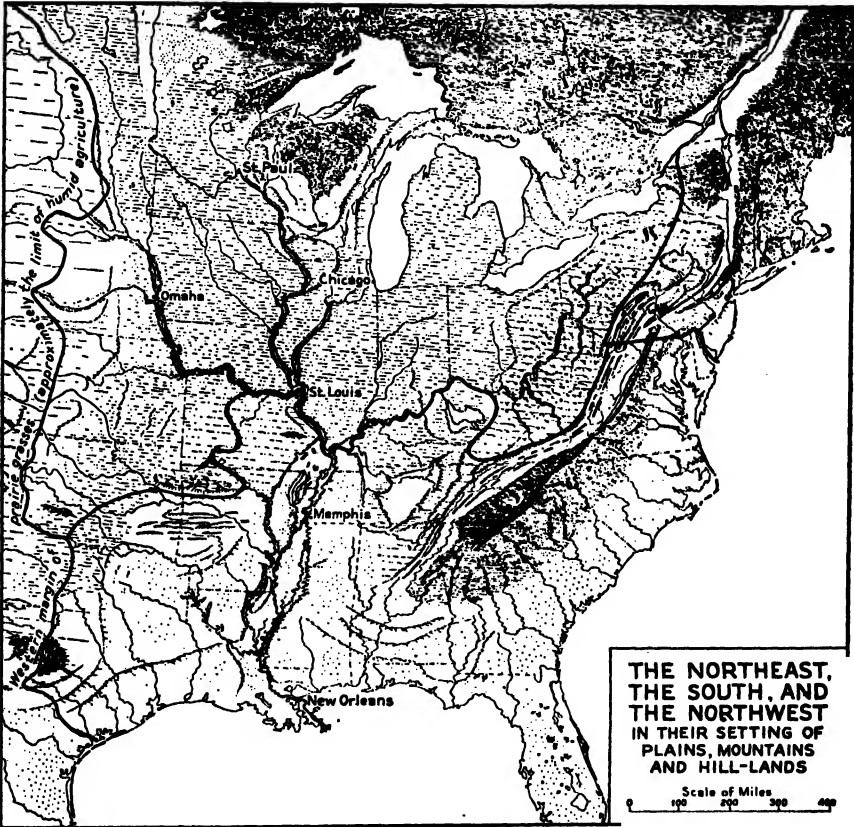 Western margin of prairie grasses (approximately the limit of humid agriculture)
St. Paul
Chicago
Omaha
St. Louis
Memphis
New Orleans
THE NORTHEAST,
THE SOUTH, AND
THE NORTHWEST
IN THEIR SETTING OF
PLAINS, MOUNTAINS
AND HILL-LANDS
Scale of Miles
0 100 200 300 400